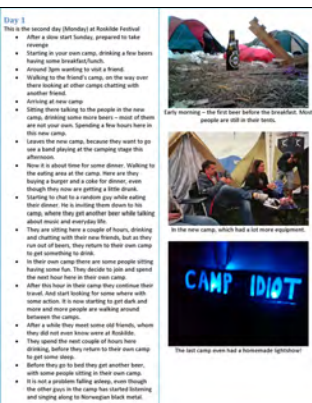 Day 1
This is the second day (Monday) at Roskilde Festival
After a slow start Sunday, prepared to take
revenge
Starting in your own camp, drinking a few beers
having some breakfast/lunch.
Around 3pm wanting to visit a friend.
Walking to the friend's camp, on the way over
there looking at other camps chatting with
another friend.
Arriving at new camp
Sitting there talking to the people in the new
camp, drinking some more beers – most of them
are not your own. Spending a few hours here in
this new camp.
Leaves the new camp, because they want to go
see a band playing at the camping stage this
afternoon.
Now it is about time for some dinner. Walking to
the eating area at the camp. Here are they
buying a burger and a coke for dinner, even
though they now are getting a little drunk.
Starting to chat to a random guy while eating
their dinner. He is inviting them down to his
camp, where they get another beer while talking
about music and everyday life.
They are sitting here a couple of hours, drinking
and chatting with their new friends, but as they
run out of beers, they return to their own camp
to get something to drink.
In their own camp there are some people sitting
having some fun. They decide to join and spend
the next hour here in their own camp.
After this hour in their camp they continue their
travel. And start looking for some where with
some action. It is now starting to get dark and
more and more people are walking around
between the camps.
After a while they meet some old friends, whom
they did not even know were at Roskilde.
They spend the next couple of hours here
drinking, before they return to their own camp
to get some sleep.
Before they go to bed they get another beer,
with some people sitting in their own camp.
It is not a problem falling asleep, even though
the other guys in the camp has started listening
and singing along to Norwegian black metal.
Early morning – the first beer before the breakfast. Most
people are still in their tents.
In the new camp, which had a lot more equipment.
CAMP IDIOT
The last camp even had a homemade lightshow!